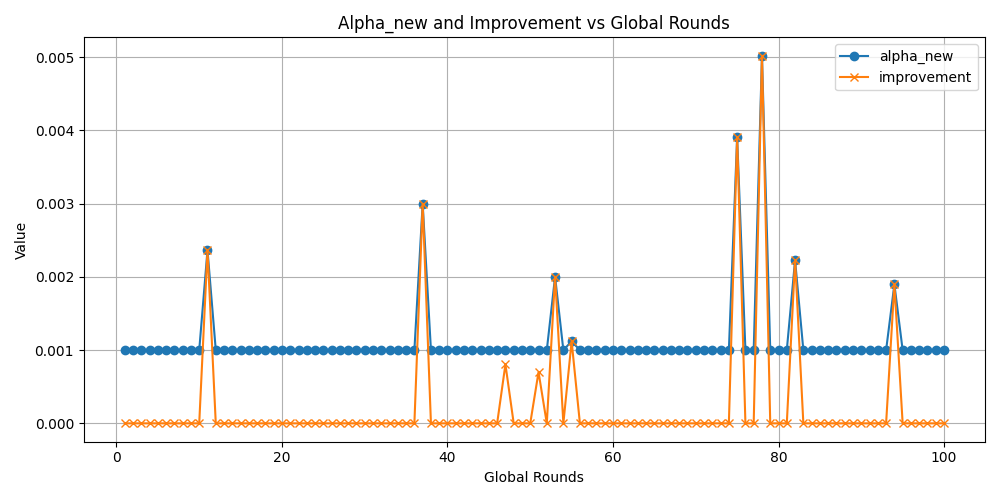 Alpha_new and Improvement vs Global Rounds
alpha_new
improvement
Value
0.005
0.004
0.003
0.002
0.001
0.000
0 20 40 60 80 100
Global Rounds